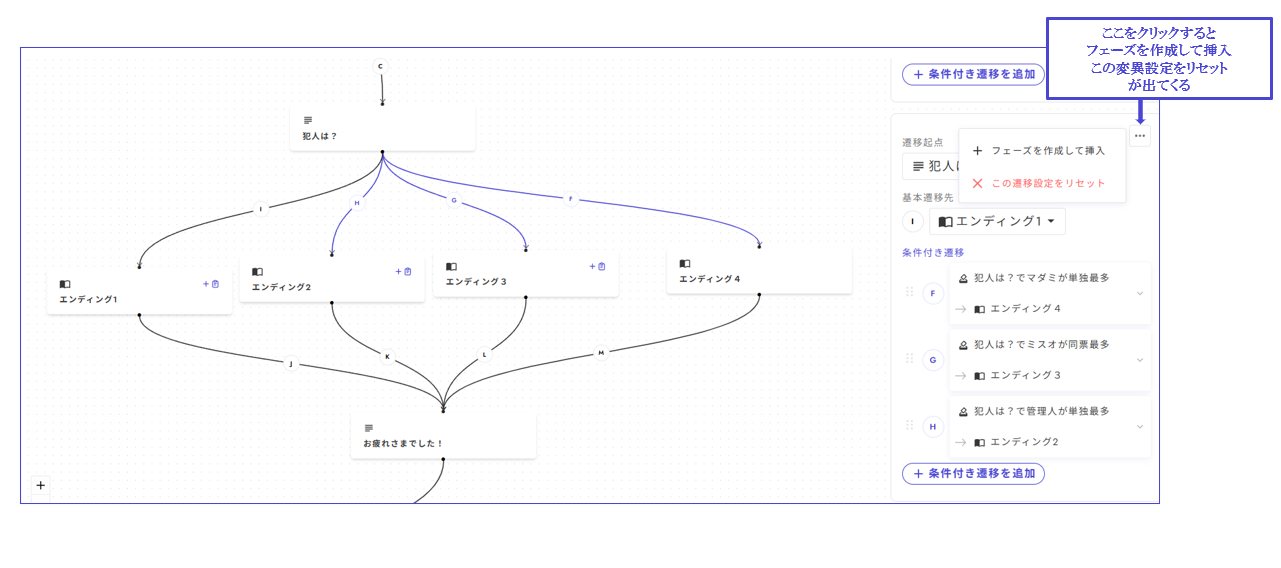 ここをクリックすると
フェーズを作成して挿入
この変異設定をリセット
が出てくる
C
犯人は？
I
H
G
F
エンディング1
エンディング2
エンディング３
エンディング４
J
K
L
M
お疲れさまでした！
+
+ 条件付き遷移を追加
遷移起点
犯人は
+ フェーズを作成して挿入
× この遷移設定をリセット
基本遷移先
I エンディング1
条件付き遷移
F
犯人は？でマダミが単独最多
→ エンディング４
G
犯人は？でミスオが同票最多
→ エンディング３
H
犯人は？で管理人が単独最多
→ エンディング2
+ 条件付き遷移を追加